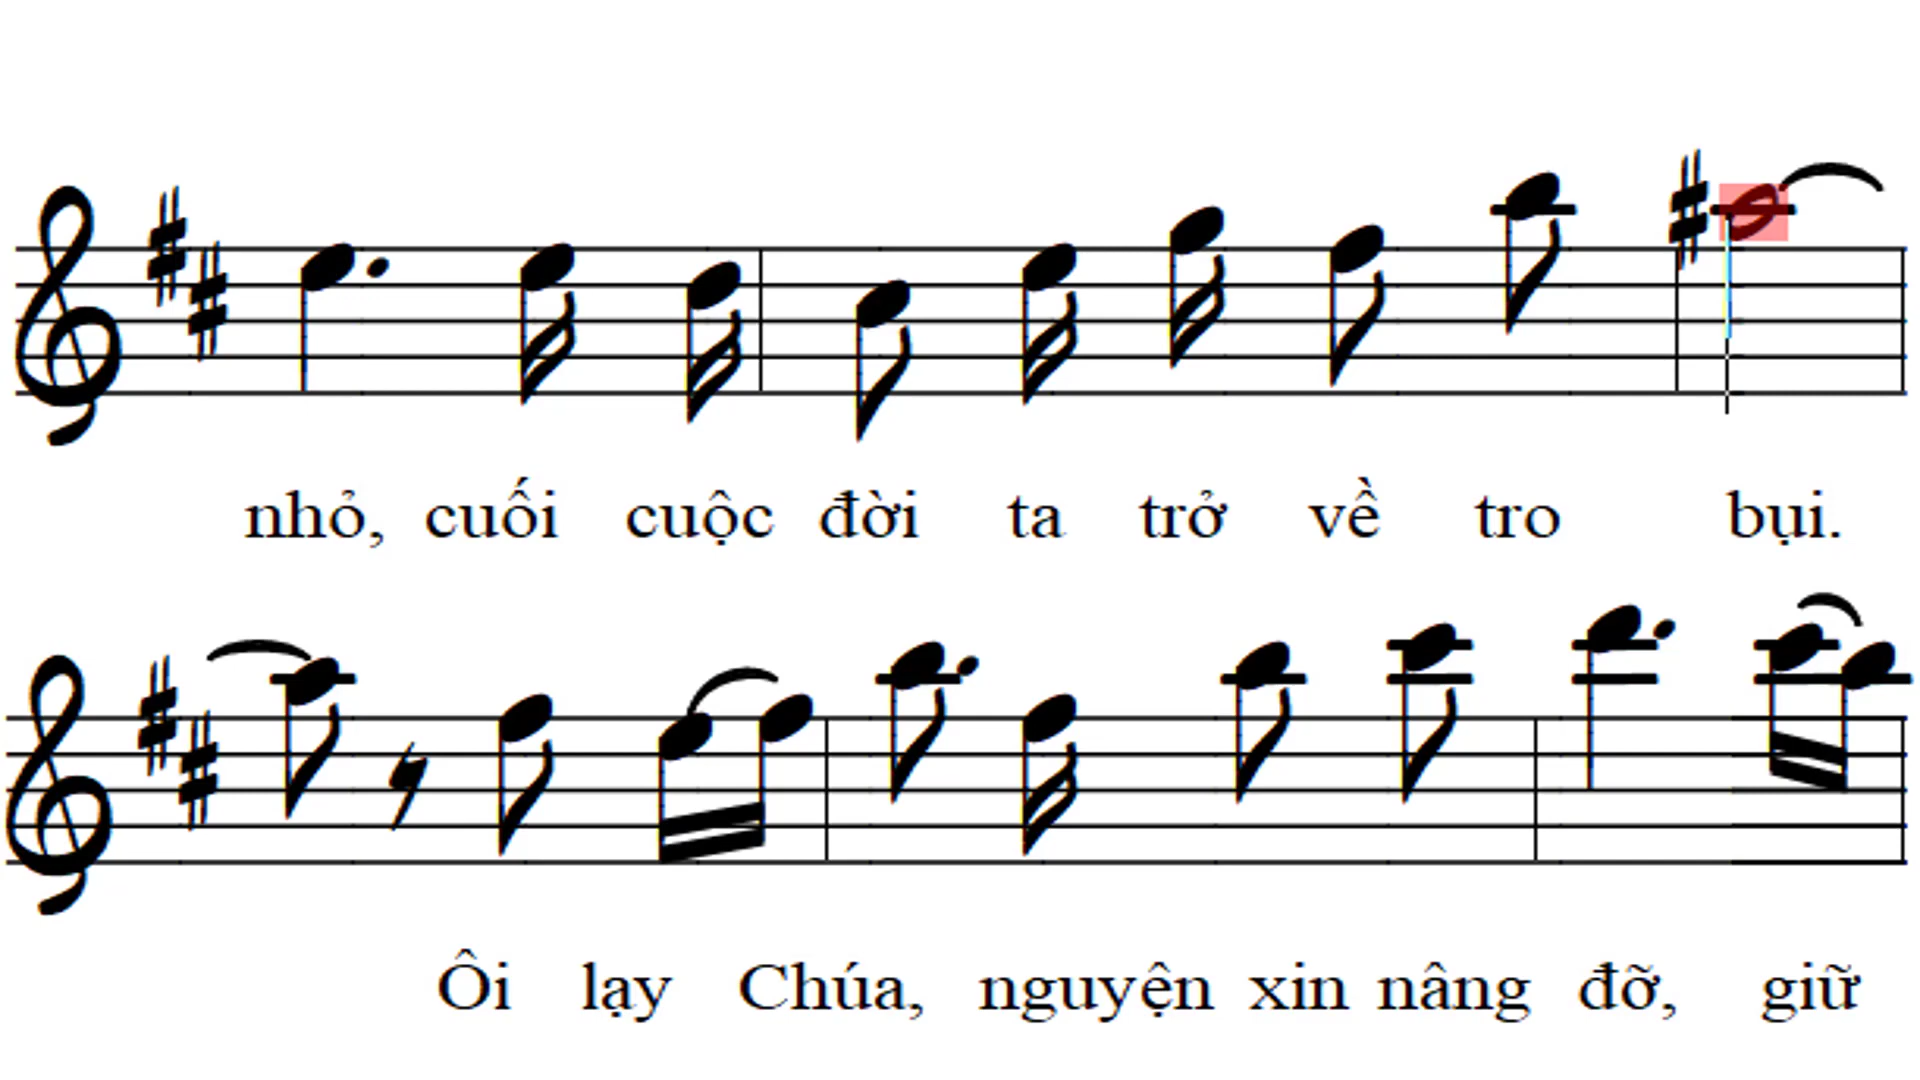 nhỏ, cuối cuộc đời ta trở về tro bụi.
Ôi lạy Chúa, nguyện xin nâng đỡ, giữ